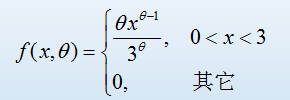 f(x,θ) = { θx^{θ-1} / 3^θ, 0 < x < 3
0, 其它